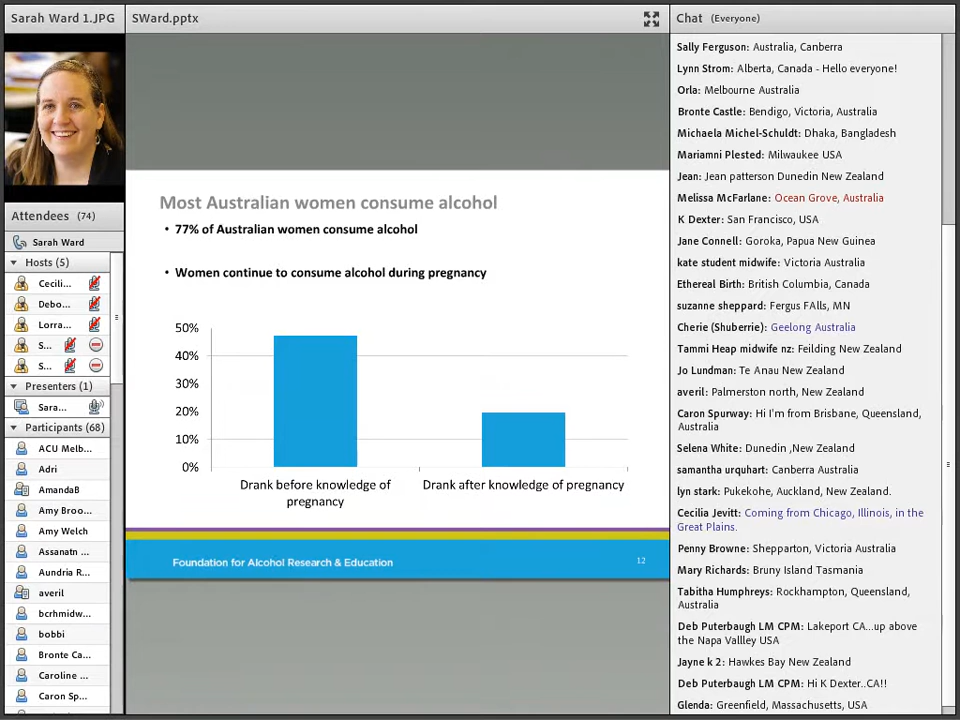 Sarah Ward 1.JPG
Attendees (74)
Sarah Ward
Hosts (5)
Cecili...
Debo...
Lorra...
S...
S...
Presenters (1)
Sara...
Participants (68)
ACU Melb...
Adri
AmandaB
Amy Broo...
Amy Welch
Assanatn ...
Aundria R...
averil
bcrhmidw...
bobbi
Bronte Ca...
Caroline ...
Caron Sp...
SWard.pptx
Most Australian women consume alcohol
• 77% of Australian women consume alcohol
• Women continue to consume alcohol during pregnancy
50%
40%
30%
20%
10%
0%
Drank before knowledge of
pregnancy
Drank after knowledge of pregnancy
Foundation for Alcohol Research & Education
12
Chat (Everyone)
Sally Ferguson: Australia, Canberra
Lynn Strom: Alberta, Canada - Hello everyone!
Orla: Melbourne Australia
Bronte Castle: Bendigo, Victoria, Australia
Michaela Michel-Schuldt: Dhaka, Bangladesh
Mariamni Plested: Milwaukee USA
Jean: Jean patterson Dunedin New Zealand
Melissa McFarlane: Ocean Grove, Australia
K Dexter: San Francisco, USA
Jane Connell: Goroka, Papua New Guinea
kate student midwife: Victoria Australia
Ethereal Birth: British Columbia, Canada
suzanne sheppard: Fergus FAlls, MN
Cherie (Shuberrie): Geelong Australia
Tammi Heap midwife nz: Feilding New Zealand
Jo Lundman: Te Anau New Zealand
averil: Palmerston north, New Zealand
Caron Spurway: Hi I'm from Brisbane, Queensland,
Australia
Selena White: Dunedin ,New Zealand
samantha urquhart: Canberra Australia
lyn stark: Pukekohe, Auckland, New Zealand.
Cecilia Jevitt: Coming from Chicago, Illinois, in the
Great Plains.
Penny Browne: Shepparton, Victoria Australia
Mary Richards: Bruny Island Tasmania
Tabitha Humphreys: Rockhampton, Queensland,
Australia
Deb Puterbaugh LM CPM: Lakeport CA...up above
the Napa Vallley USA
Jayne k 2: Hawkes Bay New Zealand
Deb Puterbaugh LM CPM: Hi K Dexter..CA!!
Glenda: Greenfield, Massachusetts, USA